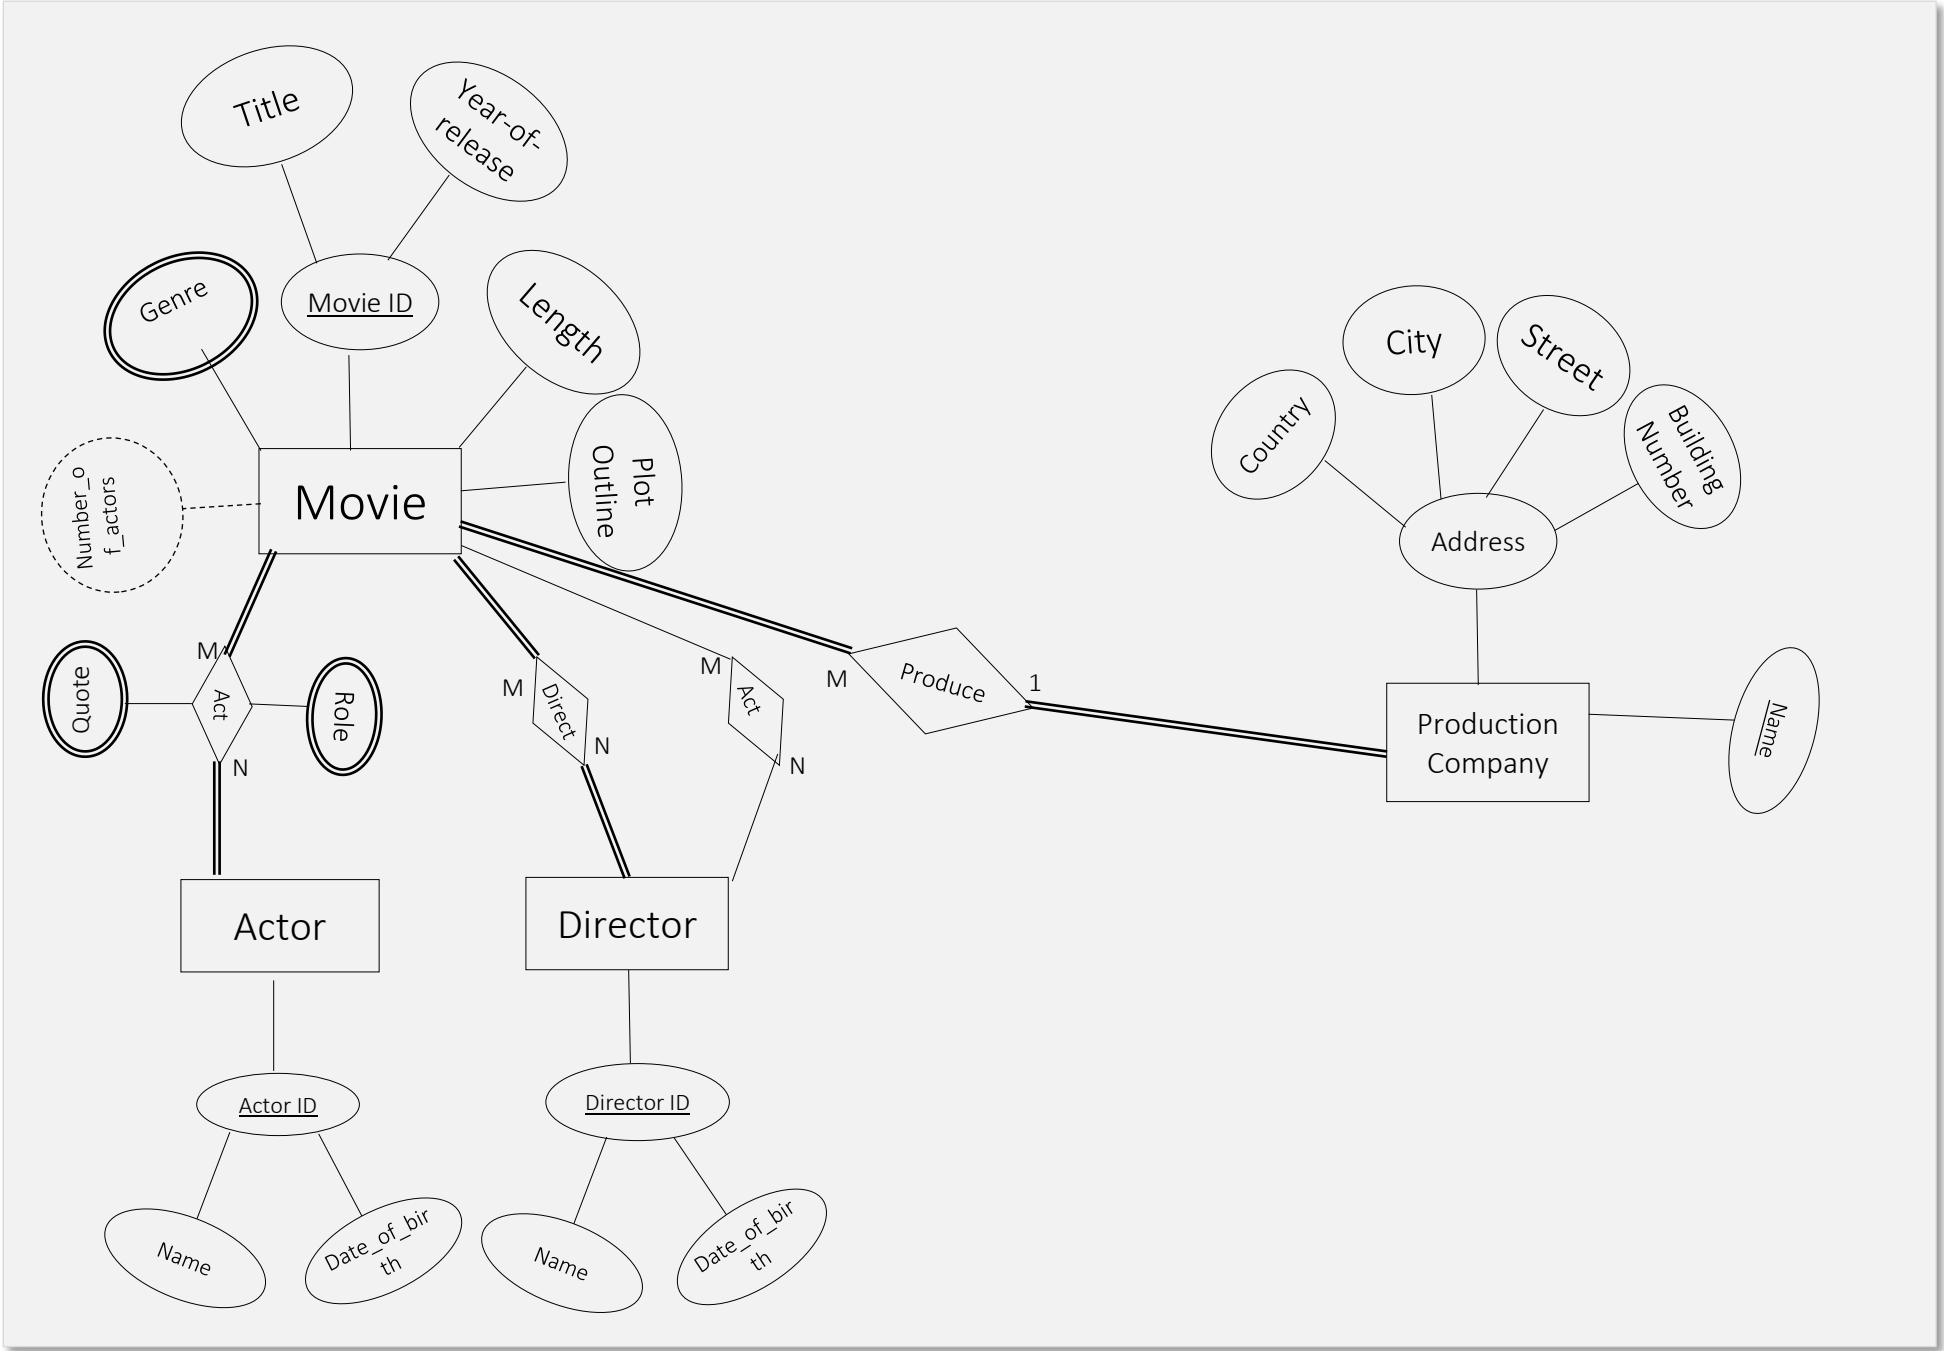 Title
Year-of-
release
Genre
Movie ID
Length
City
Street
Country
Building
Number
Plot
Outline
Number_o
f_actors
Movie
Address
M
Quote
Act
Role
M
Direct
N
M
Act
N
M
Produce
1
Production
Company
Name
N
Actor
Director
Actor ID
Director ID
Name
Date_of_bir
th
Name
Date_of_bir
th